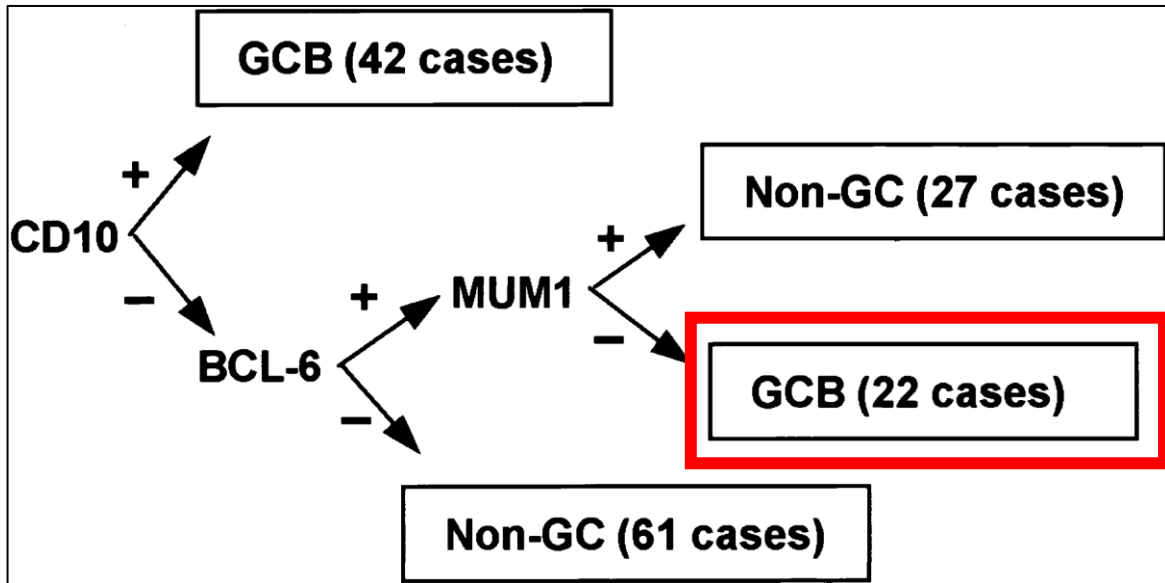 GCB (42 cases)
+
Non-GC (27 cases)
CD10
+
−
+
MUM1
−
BCL-6
GCB (22 cases)
−
Non-GC (61 cases)